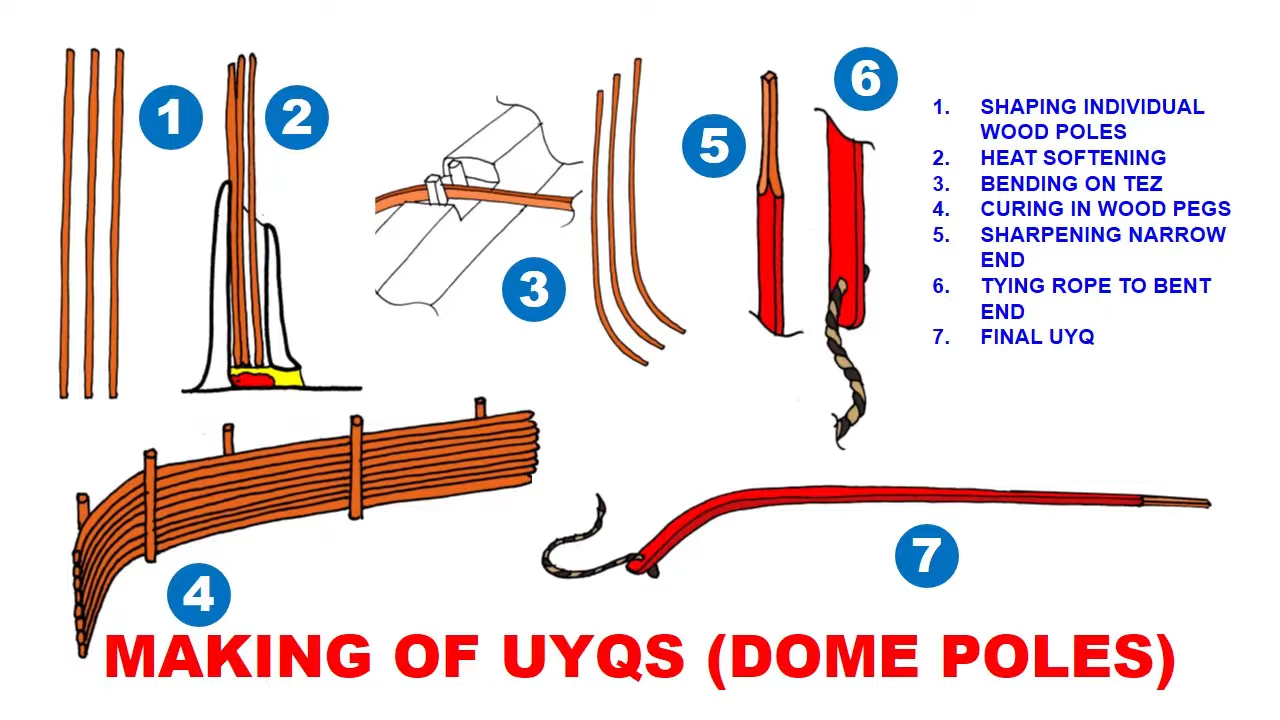 1
2
3
4
5
6
7
1. SHAPING INDIVIDUAL
WOOD POLES
2. HEAT SOFTENING
3. BENDING ON TEZ
4. CURING IN WOOD PEGS
5. SHARPENING NARROW
END
6. TYING ROPE TO BENT
END
7. FINAL UYQ
MAKING OF UYQS (DOME POLES)